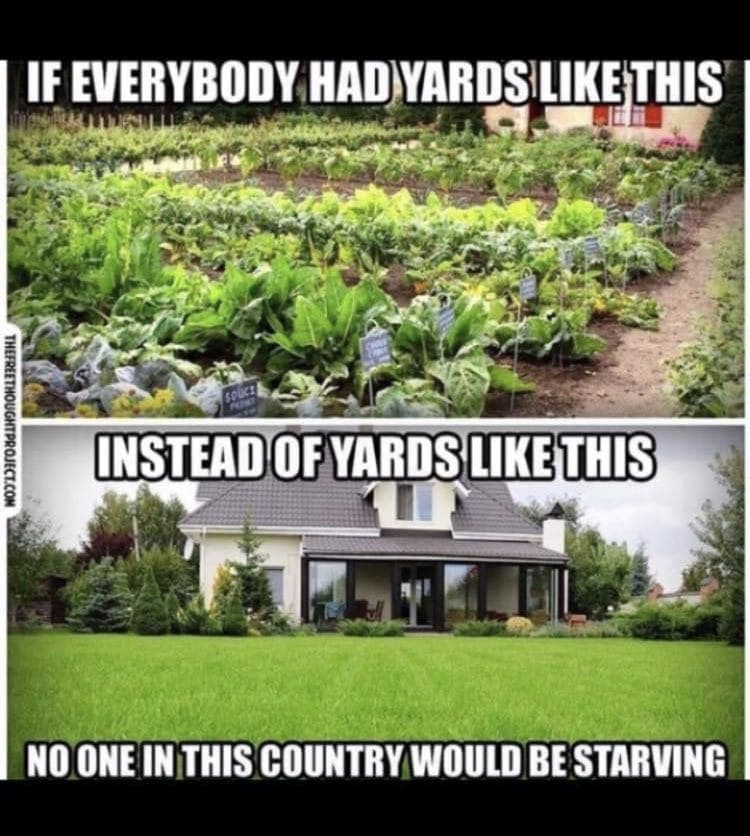 IF EVERYBODY HAD YARDS LIKE THIS
THEFREETHOUGHTPROJECT.COM
INSTEAD OF YARDS LIKE THIS
NO ONE IN THIS COUNTRY WOULD BE STARVING